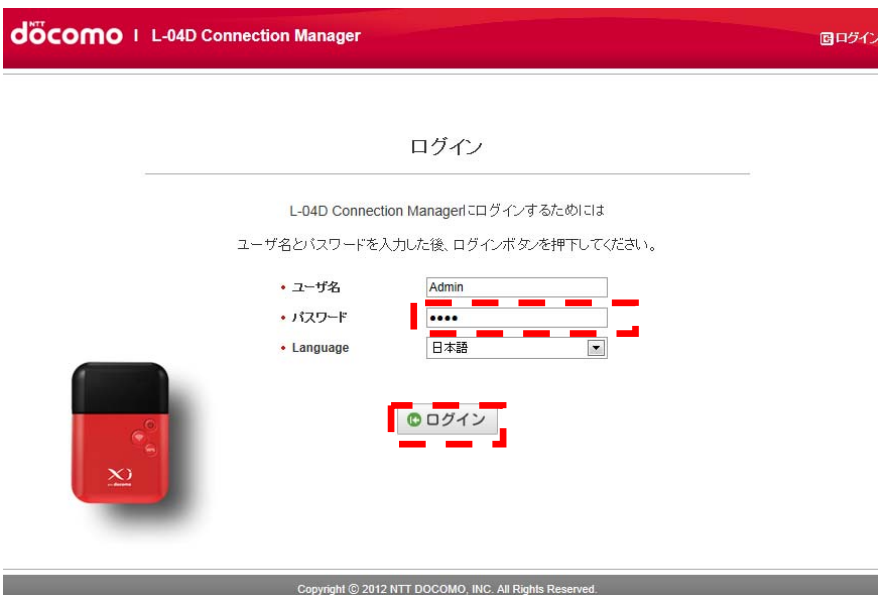 NTT docomo | L-04D Connection Manager
ログイン
ログイン
L-04D Connection Managerにログインするためには
ユーザ名とパスワードを入力した後、ログインボタンを押下してください。
• ユーザ名 Admin
• パスワード ••••
• Language 日本語
ログイン
Xi
Copyright © 2012 NTT DOCOMO, INC. All Rights Reserved.